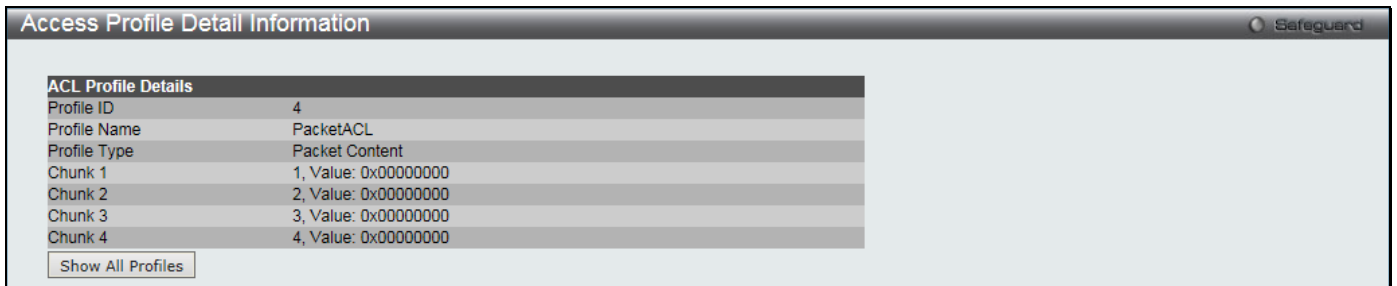 Access Profile Detail Information
Safeguard
ACL Profile Details
Profile ID 4
Profile Name PacketACL
Profile Type Packet Content
Chunk 1 1, Value: 0x00000000
Chunk 2 2, Value: 0x00000000
Chunk 3 3, Value: 0x00000000
Chunk 4 4, Value: 0x00000000
Show All Profiles